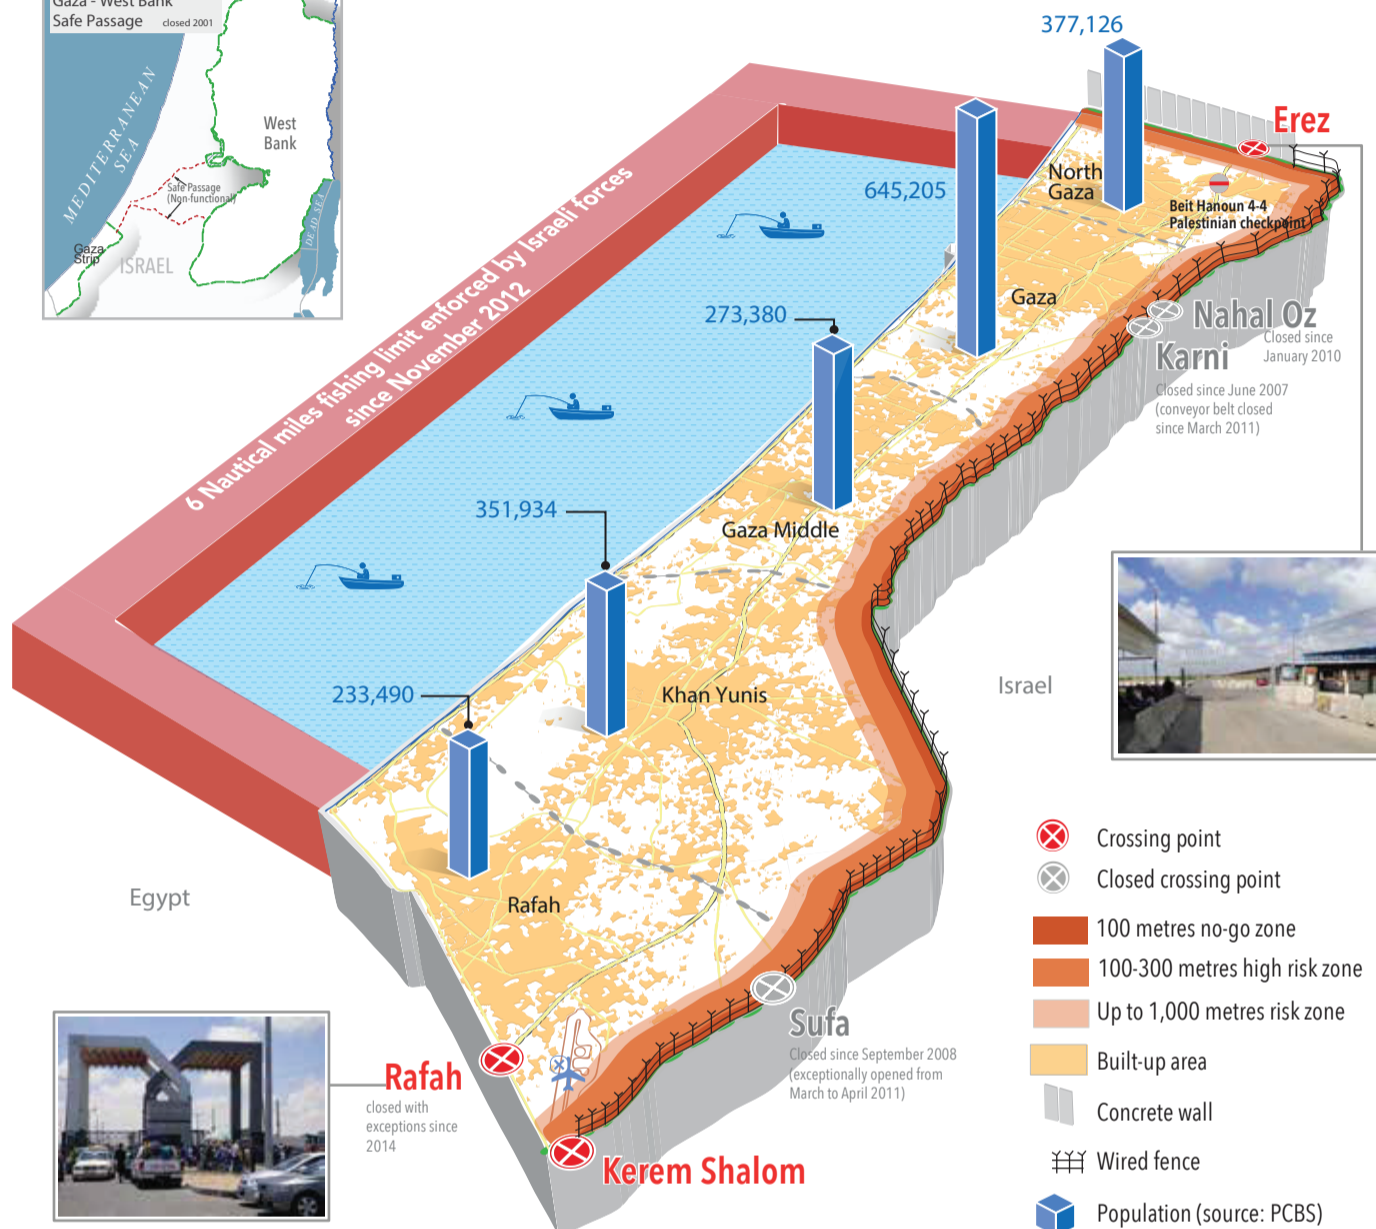 Gaza - West Bank
Safe Passage closed 2001
MEDITERRANEAN
SEA
West
Bank
Safe Passage
(Non-functional)
DEAD SEA
Gaza
Strip
ISRAEL
6 Nautical miles fishing limit enforced by Israeli forces
since November 2012
377,126
Erez
North
Gaza
645,205
Beit Hanoun 4-4
Palestinian checkpoint
Gaza
273,380
Nahal Oz
Closed since
January 2010
Karni
Closed since June 2007
(conveyor belt closed
since March 2011)
351,934
Gaza Middle
233,490
Khan Yunis
Israel
Egypt
Rafah
Sufa
Closed since September 2008
(exceptionally opened from
March to April 2011)
Rafah
closed with
exceptions since
2014
Kerem Shalom
Crossing point
Closed crossing point
100 metres no-go zone
100-300 metres high risk zone
Up to 1,000 metres risk zone
Built-up area
Concrete wall
Wired fence
Population (source: PCBS)